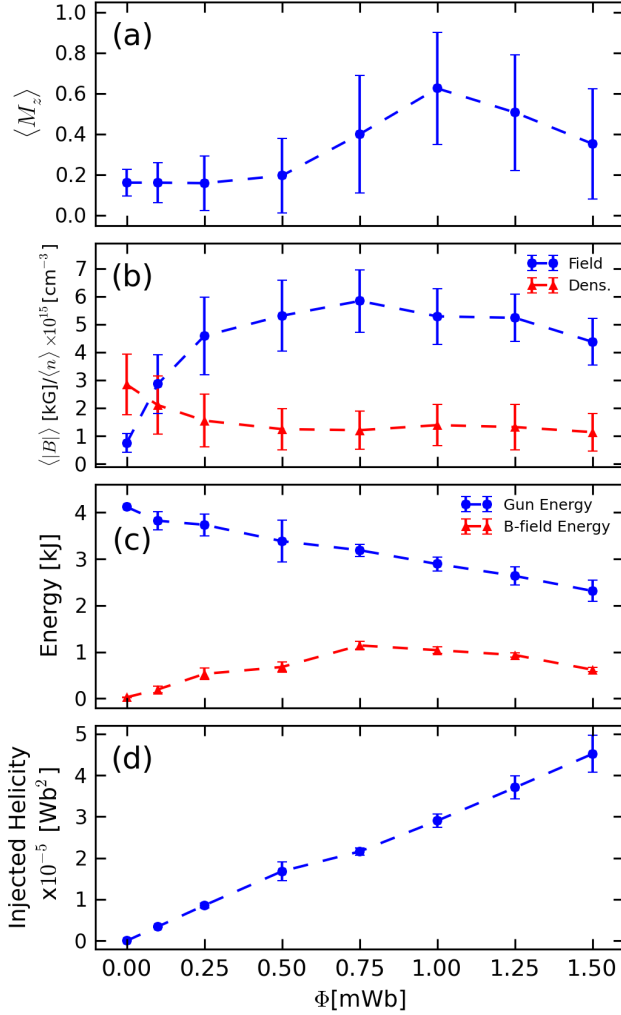 (a)
⟨M_z⟩
1.0
0.8
0.6
0.4
0.2
0.0
(b)
⟨|B|⟩ [kG]/⟨n⟩ ×10^15 [cm^−3]
7
6
5
4
3
2
1
0
Field
Dens.
(c)
Energy [kJ]
4
3
2
1
0
Gun Energy
B-field Energy
(d)
Injected Helicity
x10^−5 [Wb^2]
5
4
3
2
1
0
0.00 0.25 0.50 0.75 1.00 1.25 1.50
Φ[mWb]